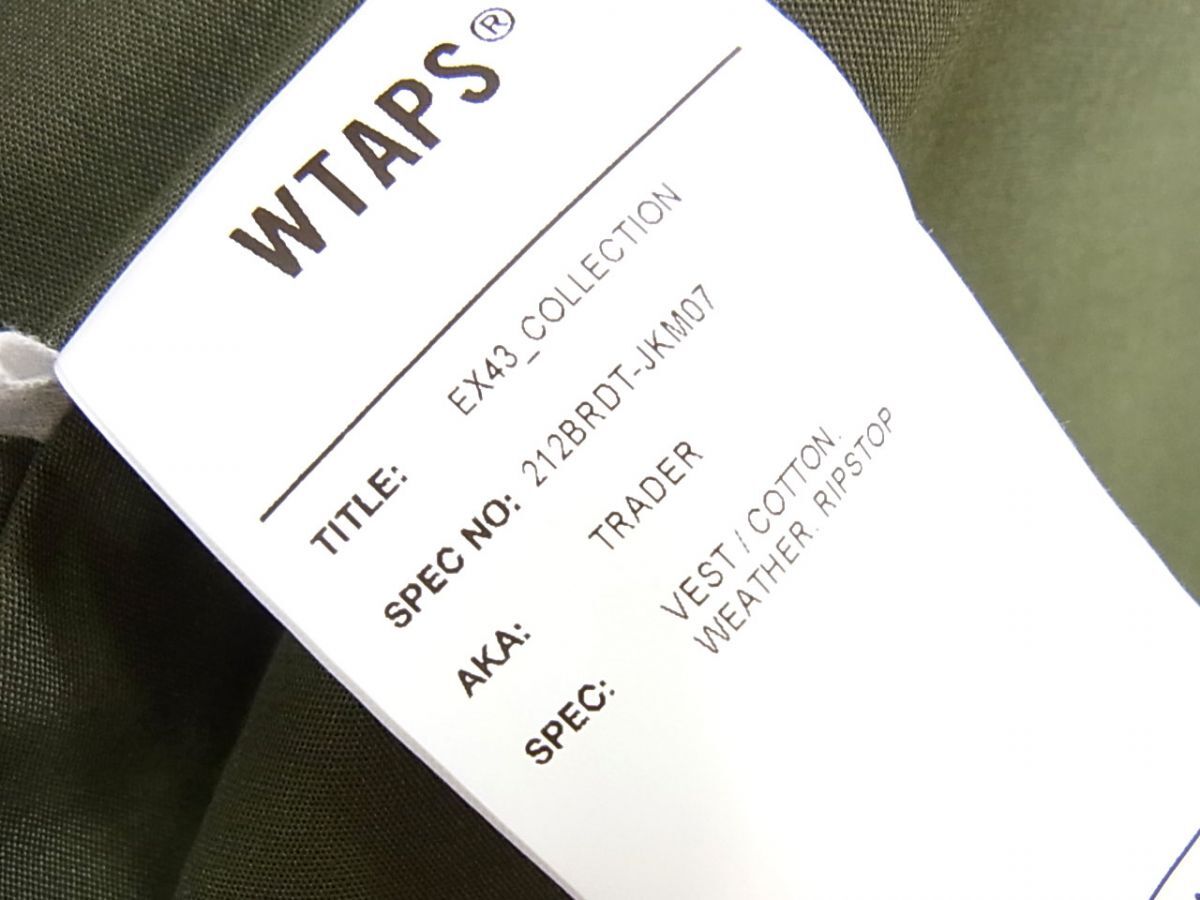 WTAPS®
TITLE: EX43_COLLECTION
SPEC NO: 212BRDT-JKM07
AKA: TRADER
SPEC: VEST / COTTON.
WEATHER. RIPSTOP